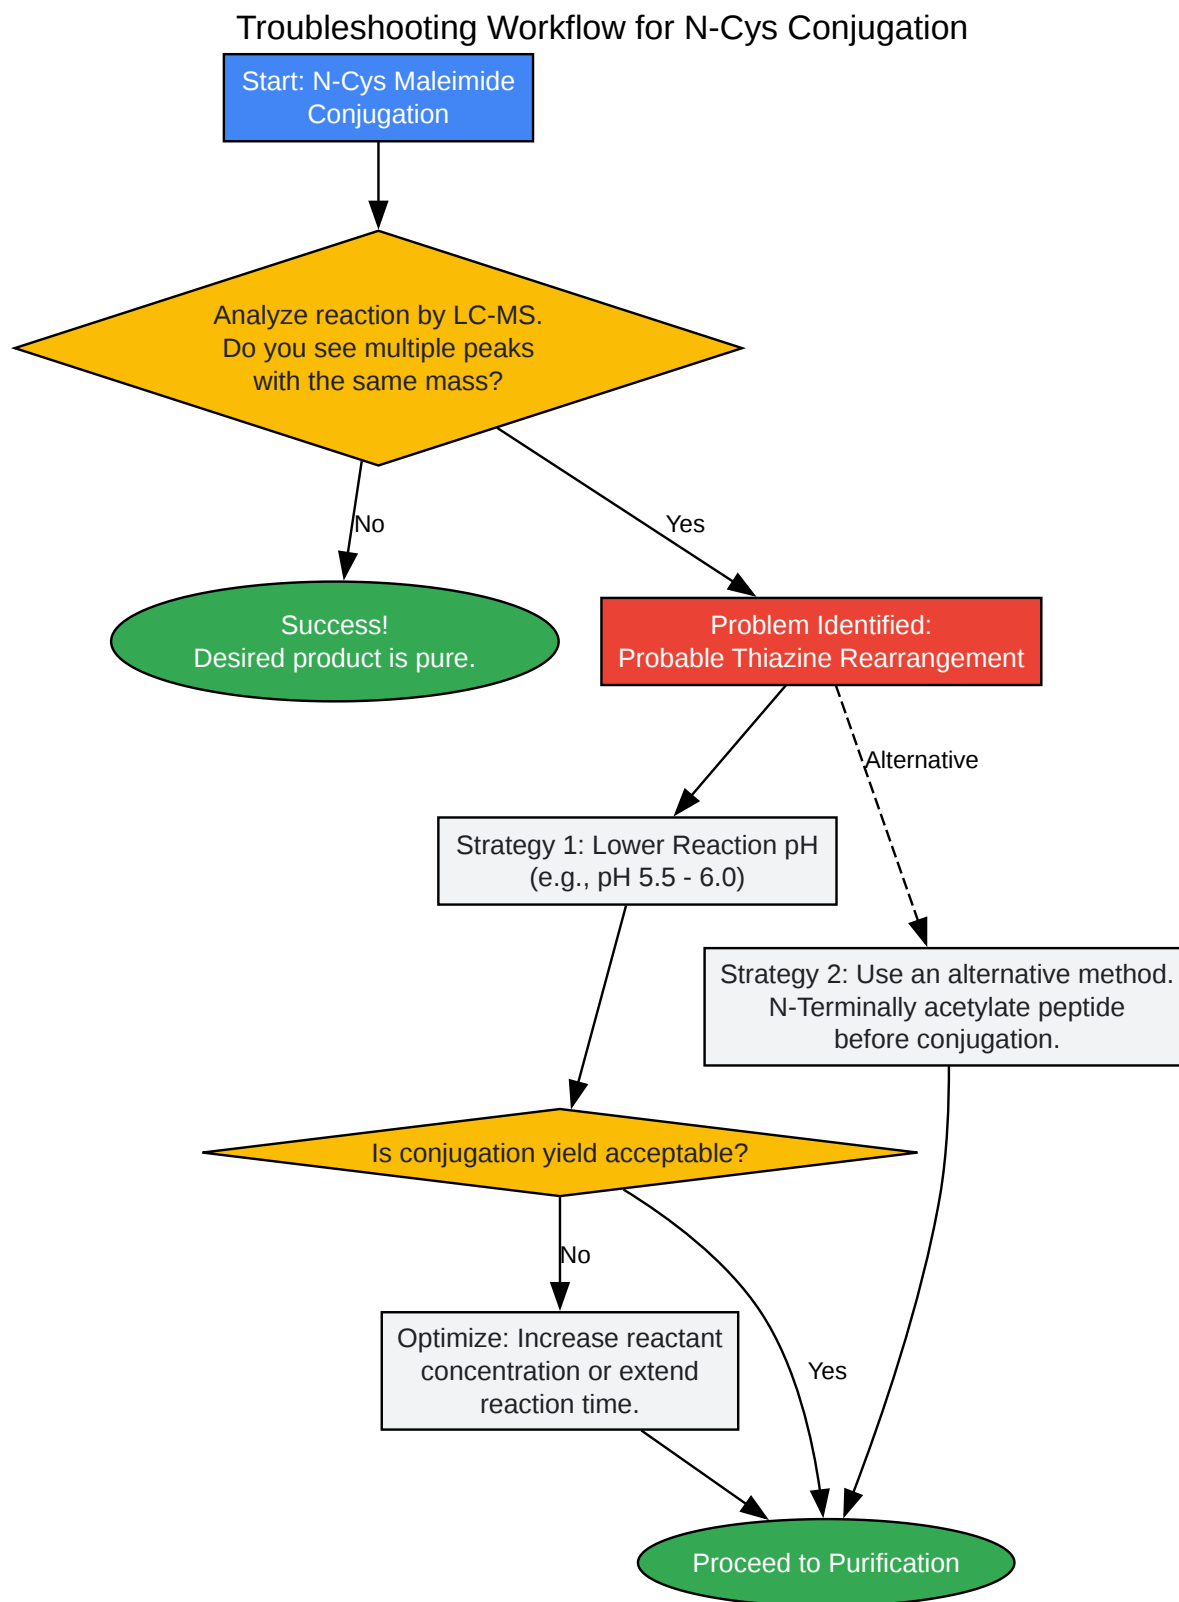 Troubleshooting Workflow for N-Cys Conjugation
Start: N-Cys Maleimide
Conjugation
Analyze reaction by LC-MS.
Do you see multiple peaks
with the same mass?
No
Yes
Success!
Desired product is pure.
Problem Identified:
Probable Thiazine Rearrangement
Alternative
Strategy 1: Lower Reaction pH
(e.g., pH 5.5 - 6.0)
Strategy 2: Use an alternative method.
N-Terminally acetylate peptide
before conjugation.
Is conjugation yield acceptable?
No
Yes
Optimize: Increase reactant
concentration or extend
reaction time.
Proceed to Purification